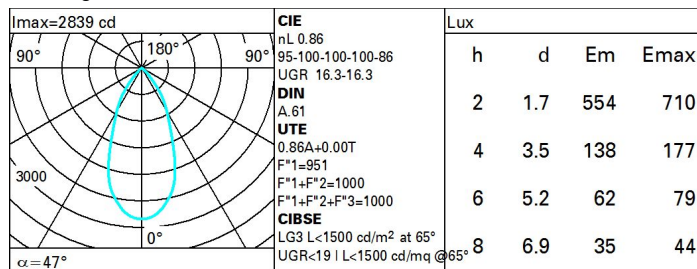 Imax=2839 cd
90°
180°
90°
3000
0°
α=47°
CIE
nL 0.86
95-100-100-100-86
UGR 16.3-16.3
DIN
A.61
UTE
0.86A+0.00T
F"1=951
F"1+F"2=1000
F"1+F"2+F"3=1000
CIBSE
LG3 L<1500 cd/m² at 65°
UGR<19 | L<1500 cd/mq @65°
Lux
h d Em Emax
2 1.7 554 710
4 3.5 138 177
6 5.2 62 79
8 6.9 35 44